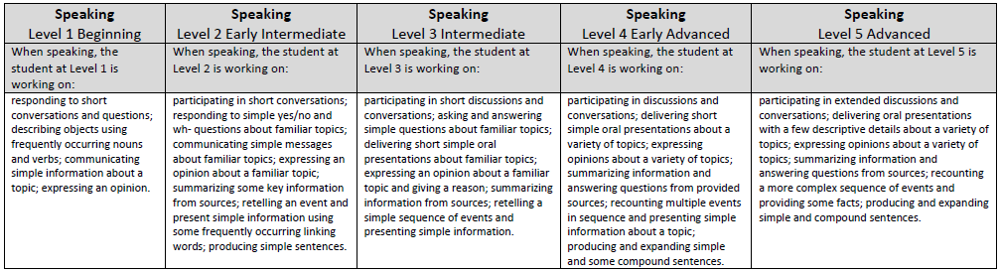 Speaking
Level 1 Beginning
When speaking, the
student at Level 1 is
working on:
responding to short
conversations and questions;
describing objects using
frequently occurring nouns
and verbs; communicating
simple information about a
topic; expressing an opinion.
Speaking
Level 2 Early Intermediate
When speaking, the student at
Level 2 is working on:
participating in short conversations;
responding to simple yes/no and
wh- questions about familiar topics;
communicating simple messages
about familiar topics; expressing an
opinion about a familiar topic;
summarizing some key information
from sources; retelling an event and
present simple information using
some frequently occurring linking
words; producing simple sentences.
Speaking
Level 3 Intermediate
When speaking, the student at
Level 3 is working on:
participating in short discussions and
conversations; asking and answering
simple questions about familiar topics;
delivering short simple oral
presentations about familiar topics;
expressing an opinion about a familiar
topic and giving a reason; summarizing
information from sources; retelling a
simple sequence of events and
presenting simple information.
Speaking
Level 4 Early Advanced
When speaking, the student at
Level 4 is working on:
participating in discussions and
conversations; delivering short
simple oral presentations about a
variety of topics; expressing
opinions about a variety of topics;
summarizing information and
answering questions from provided
sources; recounting multiple events
in sequence and presenting simple
information about a topic;
producing and expanding simple
and some compound sentences.
Speaking
Level 5 Advanced
When speaking, the student at Level 5 is
working on:
participating in extended discussions and
conversations; delivering oral presentations
with a few descriptive details about a variety of
topics; expressing opinions about a variety of
topics; summarizing information and
answering questions from sources; recounting
a more complex sequence of events and
providing some facts; producing and expanding
simple and compound sentences.